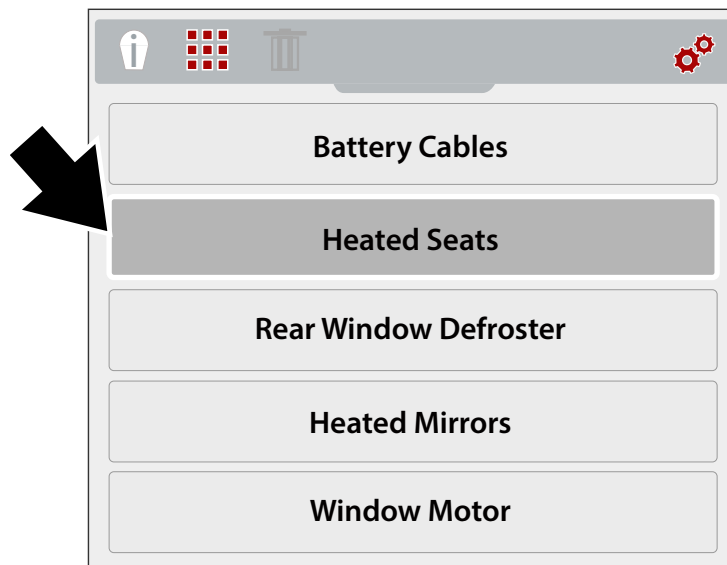 Battery Cables
Heated Seats
Rear Window Defroster
Heated Mirrors
Window Motor